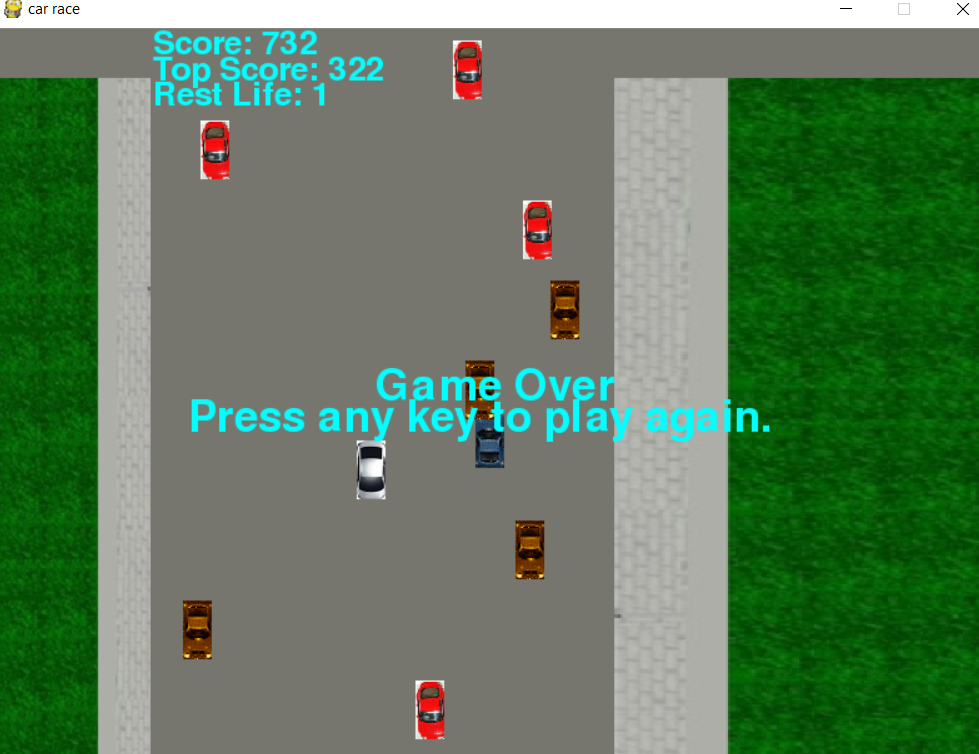 car race
Score: 732
Top Score: 322
Rest Life: 1
Game Over
Press any key to play again.